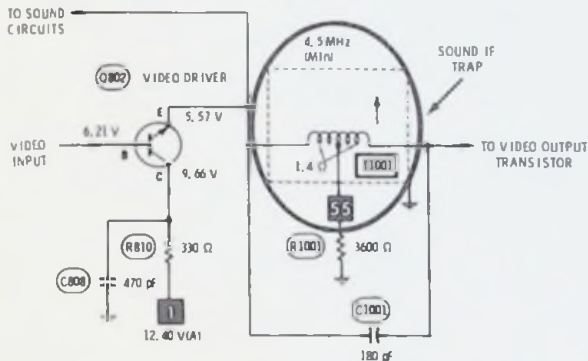 TO SOUND
CIRCUITS
4.5MHz
(MIN)
SOUND IF
TRAP
Q802
VIDEO DRIVER
E
5.57 V
VIDEO
INPUT
6.21 V
B
C
9.66 V
1.4 Ω
T1001
TO VIDEO OUTPUT
TRANSISTOR
55
R810
330 Ω
R1001
3600 Ω
C808
470 pf
1
12.40 V(A)
C1001
180 pf